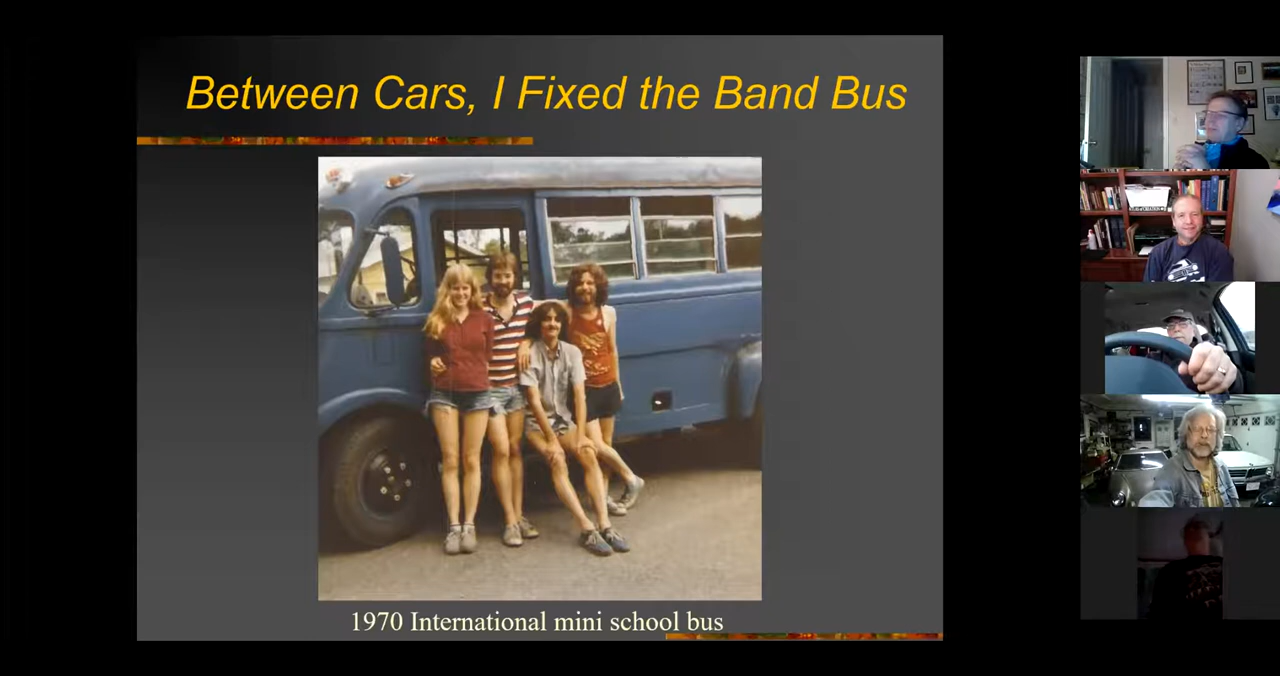 Between Cars, I Fixed the Band Bus
1970 International mini school bus